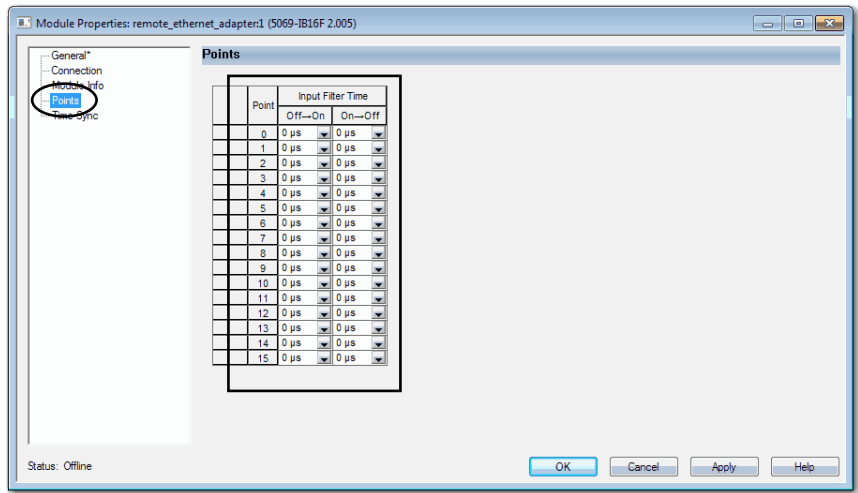 Module Properties: remote_ethernet_adapter:1 (5069-IB16F 2.005)
General*
Connection
Module Info
Points
Time Sync
Points
Point Input Filter Time
Off→On On→Off
0 0 µs 0 µs
1 0 µs 0 µs
2 0 µs 0 µs
3 0 µs 0 µs
4 0 µs 0 µs
5 0 µs 0 µs
6 0 µs 0 µs
7 0 µs 0 µs
8 0 µs 0 µs
9 0 µs 0 µs
10 0 µs 0 µs
11 0 µs 0 µs
12 0 µs 0 µs
13 0 µs 0 µs
14 0 µs 0 µs
15 0 µs 0 µs
Status: Offline
OK Cancel Apply Help